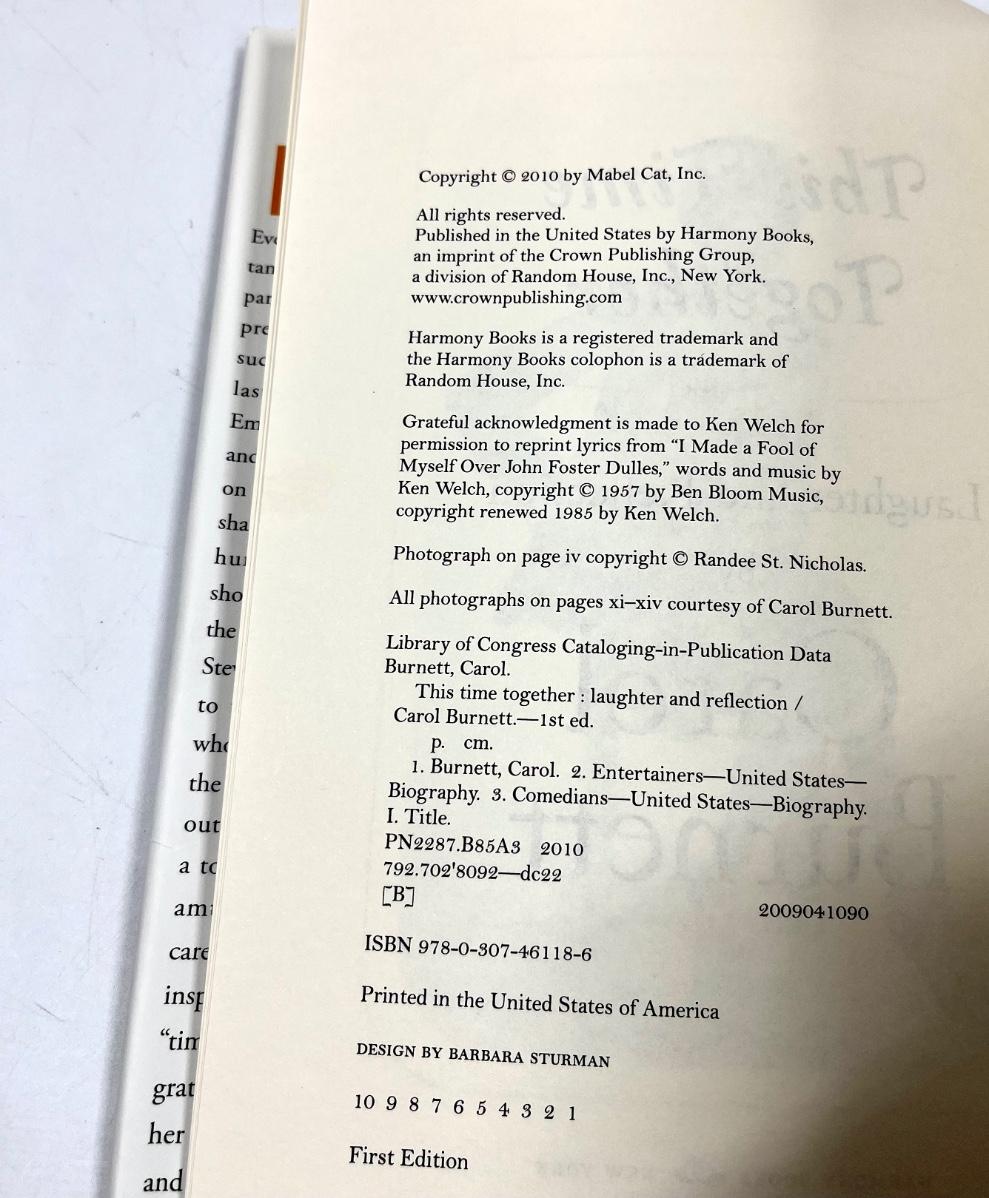 Copyright © 2010 by Mabel Cat, Inc.
All rights reserved.
Published in the United States by Harmony Books,
an imprint of the Crown Publishing Group,
a division of Random House, Inc., New York.
www.crownpublishing.com
Harmony Books is a registered trademark and
the Harmony Books colophon is a trademark of
Random House, Inc.
Grateful acknowledgment is made to Ken Welch for
permission to reprint lyrics from “I Made a Fool of
Myself Over John Foster Dulles,” words and music by
Ken Welch, copyright © 1957 by Ben Bloom Music,
copyright renewed 1985 by Ken Welch.
Photograph on page iv copyright © Randee St. Nicholas.
All photographs on pages xi–xiv courtesy of Carol Burnett.
Library of Congress Cataloging-in-Publication Data
Burnett, Carol.
This time together : laughter and reflection /
Carol Burnett.—1st ed.
p. cm.
1. Burnett, Carol. 2. Entertainers—United States—
Biography. 3. Comedians—United States—Biography.
I. Title.
PN2287.B85A3 2010
792.702'8092—dc22
[B]
2009041090
ISBN 978-0-307-46118-6
Printed in the United States of America
DESIGN BY BARBARA STURMAN
10 9 8 7 6 5 4 3 2 1
First Edition
on
the
to
the
out
her
and